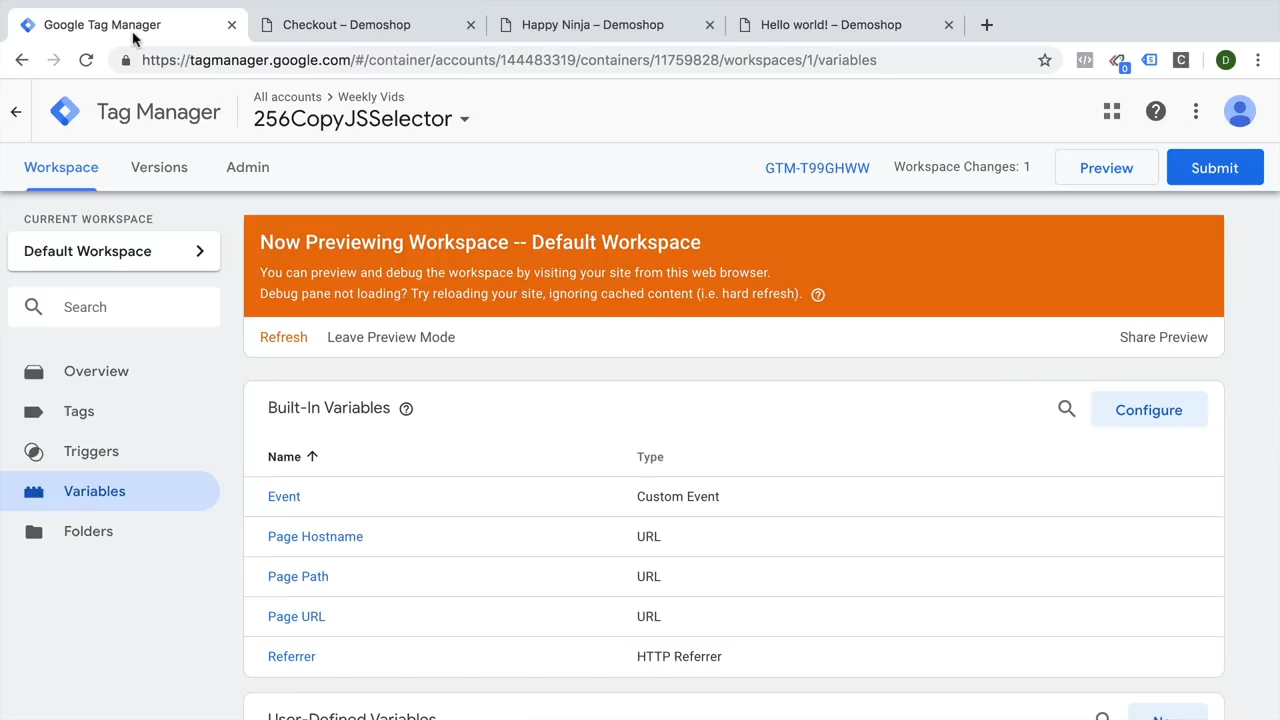 Google Tag Manager
Checkout – Demoshop
Happy Ninja – Demoshop
Hello world! – Demoshop
https://tagmanager.google.com/#/container/accounts/144483319/containers/11759828/workspaces/1/variables
0
C
D
Tag Manager
All accounts > Weekly Vids
256CopyJSSelector
Workspace
Versions
Admin
GTM-T99GHWW
Workspace Changes: 1
Preview
Submit
CURRENT WORKSPACE
Default Workspace
Search
Overview
Tags
Triggers
Variables
Folders
Now Previewing Workspace -- Default Workspace
You can preview and debug the workspace by visiting your site from this web browser.
Debug pane not loading? Try reloading your site, ignoring cached content (i.e. hard refresh).
Refresh
Leave Preview Mode
Share Preview
Built-In Variables
Configure
Name
Type
Event
Custom Event
Page Hostname
URL
Page Path
URL
Page URL
URL
Referrer
HTTP Referrer
User-Defined Variables
New